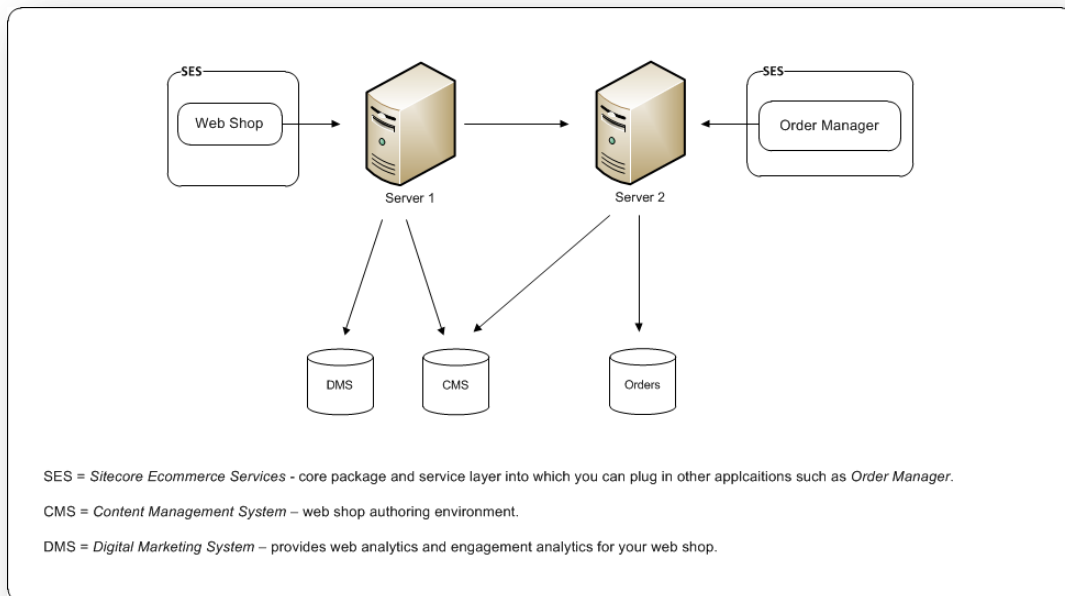 SES
SES
Web Shop
Order Manager
Server 1
Server 2
DMS
CMS
Orders
SES = Sitecore Ecommerce Services - core package and service layer into which you can plug in other applcaitions such as Order Manager.
CMS = Content Management System – web shop authoring environment.
DMS = Digital Marketing System – provides web analytics and engagement analytics for your web shop.